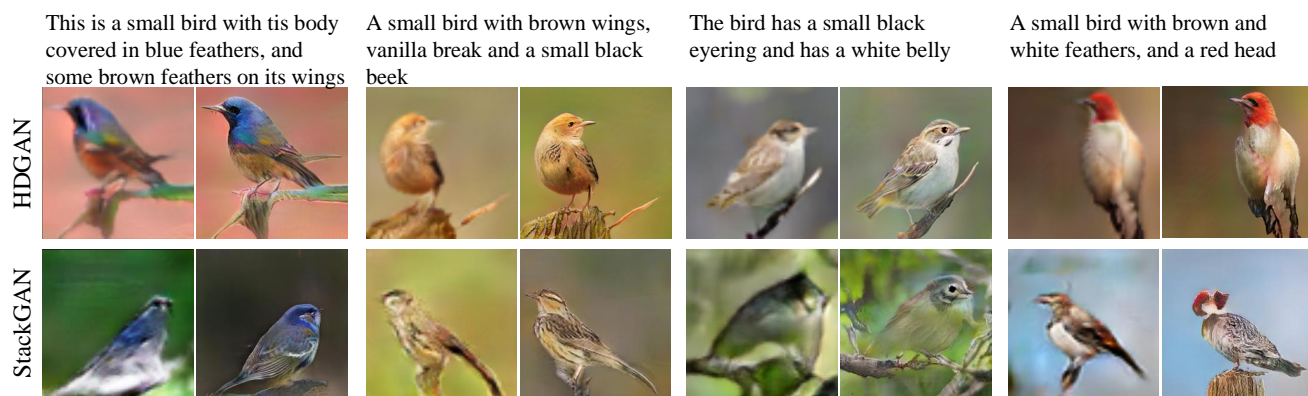 This is a small bird with tis body
covered in blue feathers, and
some brown feathers on its wings
A small bird with brown wings,
vanilla break and a small black
beek
The bird has a small black
eyering and has a white belly
A small bird with brown and
white feathers, and a red head
HDGAN
StackGAN